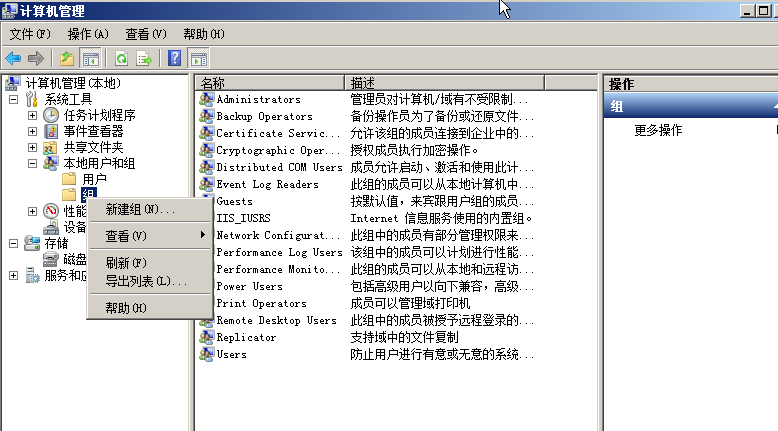 计算机管理
文件(F) 操作(A) 查看(V) 帮助(H)
计算机管理(本地)
系统工具
任务计划程序
事件查看器
共享文件夹
本地用户和组
用户
组
性能
设备
存储
磁盘
服务和应
新建组(N)...
查看(V)
刷新(F)
导出列表(L)...
帮助(H)
名称 描述
Administrators 管理员对计算机/域有不受限制...
Backup Operators 备份操作员为了备份或还原文件...
Certificate Servic... 允许该组的成员连接到企业中的...
Cryptographic Oper... 授权成员执行加密操作。
Distributed COM Users 成员允许启动、激活和使用此计...
Event Log Readers 此组的成员可以从本地计算机中...
Guests 按默认值，来宾跟用户组的成员...
IIS_IUSRS Internet 信息服务使用的内置组。
Network Configurat... 此组中的成员有部分管理权限来...
Performance Log Users 该组中的成员可以计划进行性能...
Performance Monito... 此组的成员可以从本地和远程访...
Power Users 包括高级用户以向下兼容，高级...
Print Operators 成员可以管理域打印机
Remote Desktop Users 此组中的成员被授予远程登录的...
Replicator 支持域中的文件复制
Users 防止用户进行有意或无意的系统...
操作
组
更多操作